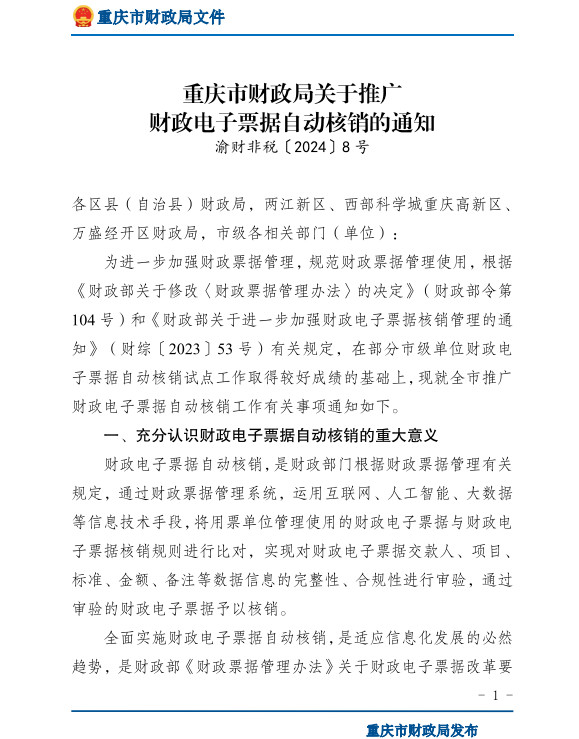 重庆市财政局文件
重庆市财政局关于推广
财政电子票据自动核销的通知
渝财非税〔2024〕8 号
各区县（自治县）财政局，两江新区、西部科学城重庆高新区、
万盛经开区财政局，市级各相关部门（单位）：
为进一步加强财政票据管理，规范财政票据管理使用，根据
《财政部关于修改〈财政票据管理办法〉的决定》（财政部令第
104 号）和《财政部关于进一步加强财政电子票据核销管理的通
知》（财综〔2023〕53 号）有关规定，在部分市级单位财政电
子票据自动核销试点工作取得较好成绩的基础上，现就全市推广
财政电子票据自动核销工作有关事项通知如下。
一、充分认识财政电子票据自动核销的重大意义
财政电子票据自动核销，是财政部门根据财政票据管理有关
规定，通过财政票据管理系统，运用互联网、人工智能、大数据
等信息技术手段，将用票单位管理使用的财政电子票据与财政电
子票据核销规则进行比对，实现对财政电子票据交款人、项目、
标准、金额、备注等数据信息的完整性、合规性进行审验，通过
审验的财政电子票据予以核销。
全面实施财政电子票据自动核销，是适应信息化发展的必然
趋势，是财政部《财政票据管理办法》关于财政电子票据改革要
- 1 -
重庆市财政局发布